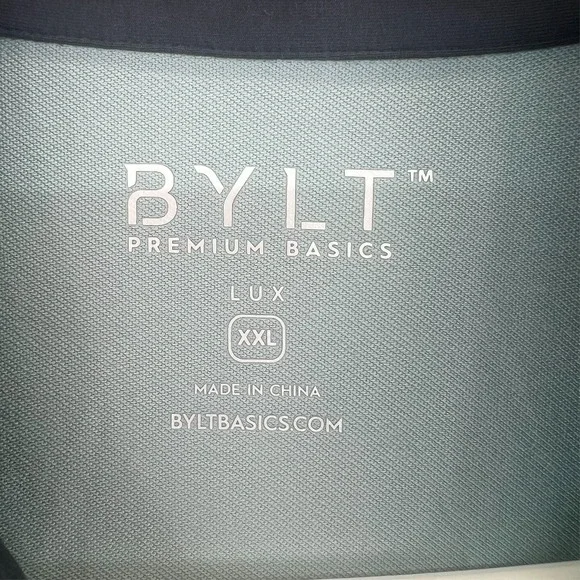 BYLT™
PREMIUM BASICS
LUX
XXL
MADE IN CHINA
BYLTBASICS.COM